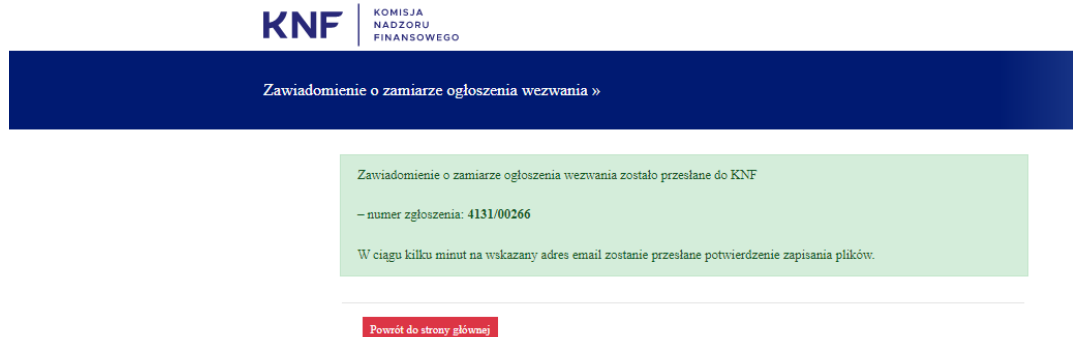 KNF
KOMISJA
NADZORU
FINANSOWEGO
Zawiadomienie o zamiarze ogłoszenia wezwania »
Zawiadomienie o zamiarze ogłoszenia wezwania zostało przesłane do KNF
– numer zgłoszenia: 4131/00266
W ciągu kilku minut na wskazany adres email zostanie przesłane potwierdzenie zapisania plików.
Powrót do strony głównej